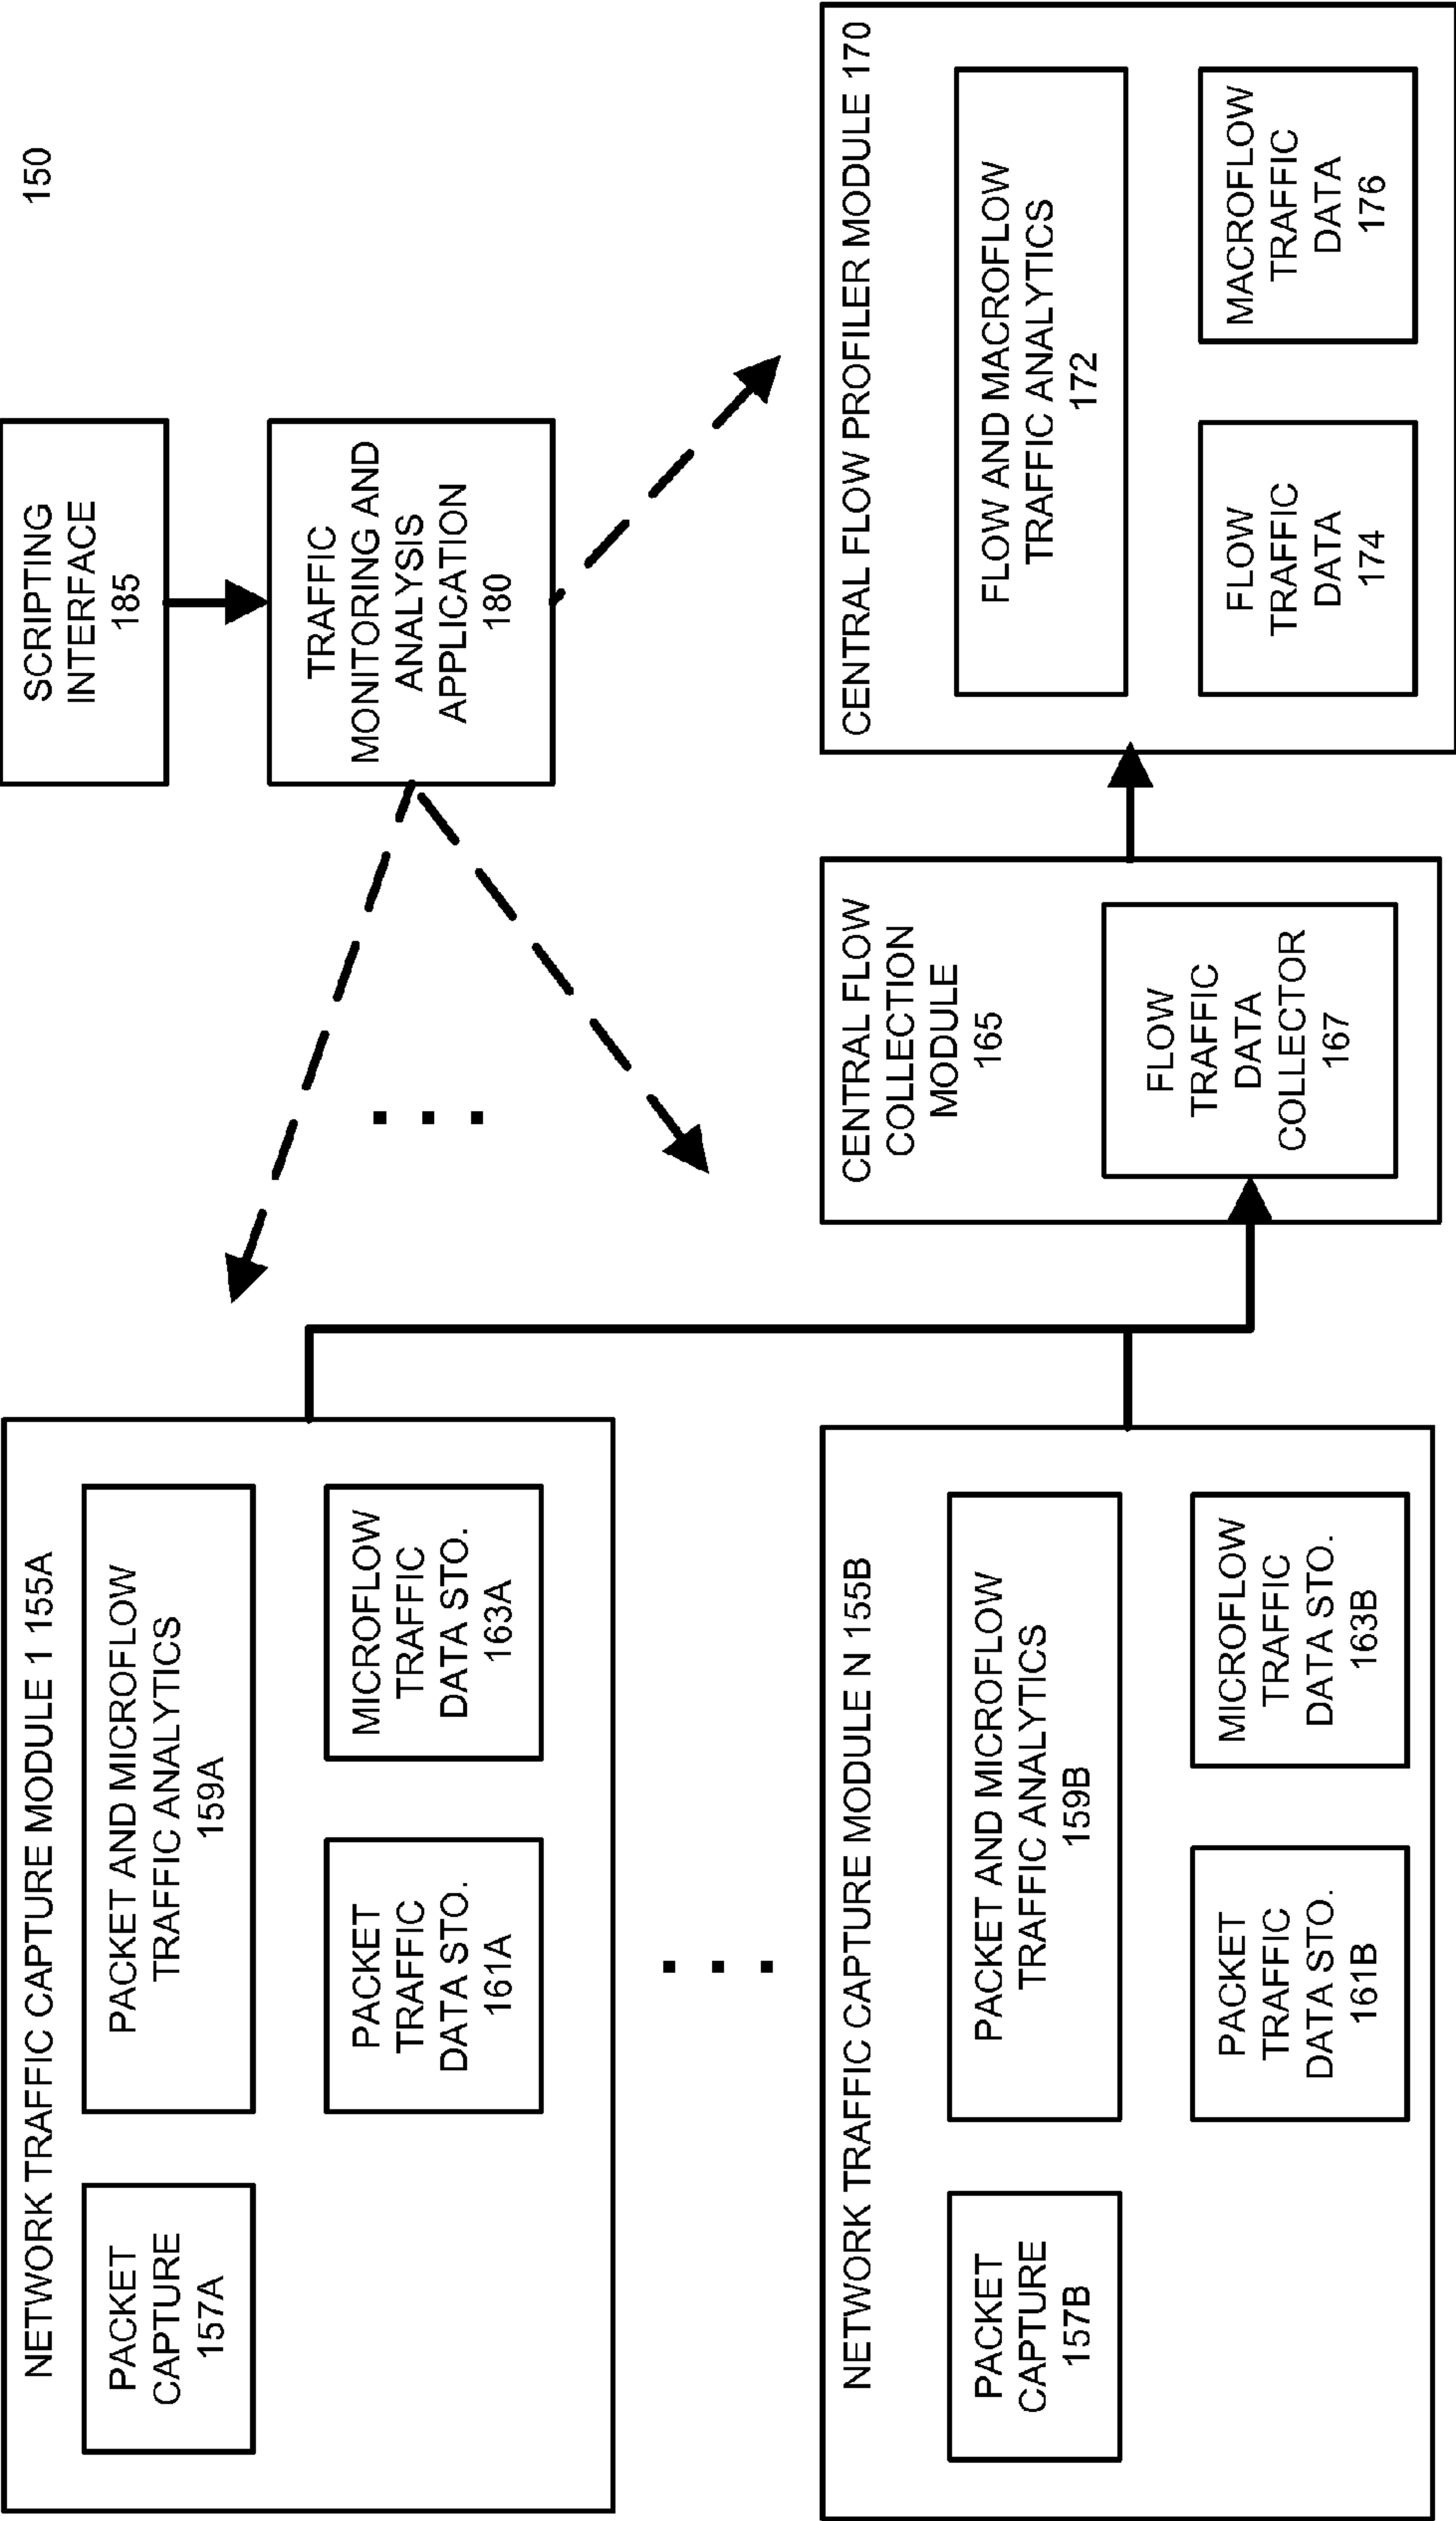 150
NETWORK TRAFFIC CAPTURE MODULE 1 155A
PACKET
CAPTURE
157A
PACKET AND MICROFLOW
TRAFFIC ANALYTICS
159A
PACKET
TRAFFIC
DATA STO.
161A
MICROFLOW
TRAFFIC
DATA STO.
163A
SCRIPTING
INTERFACE
185
TRAFFIC
MONITORING AND
ANALYSIS
APPLICATION
180
. . .
. . .
NETWORK TRAFFIC CAPTURE MODULE N 155B
PACKET
CAPTURE
157B
PACKET AND MICROFLOW
TRAFFIC ANALYTICS
159B
PACKET
TRAFFIC
DATA STO.
161B
MICROFLOW
TRAFFIC
DATA STO.
163B
CENTRAL FLOW
COLLECTION
MODULE
165
FLOW
TRAFFIC
DATA
COLLECTOR
167
CENTRAL FLOW PROFILER MODULE 170
FLOW AND MACROFLOW
TRAFFIC ANALYTICS
172
FLOW
TRAFFIC
DATA
174
MACROFLOW
TRAFFIC
DATA
176